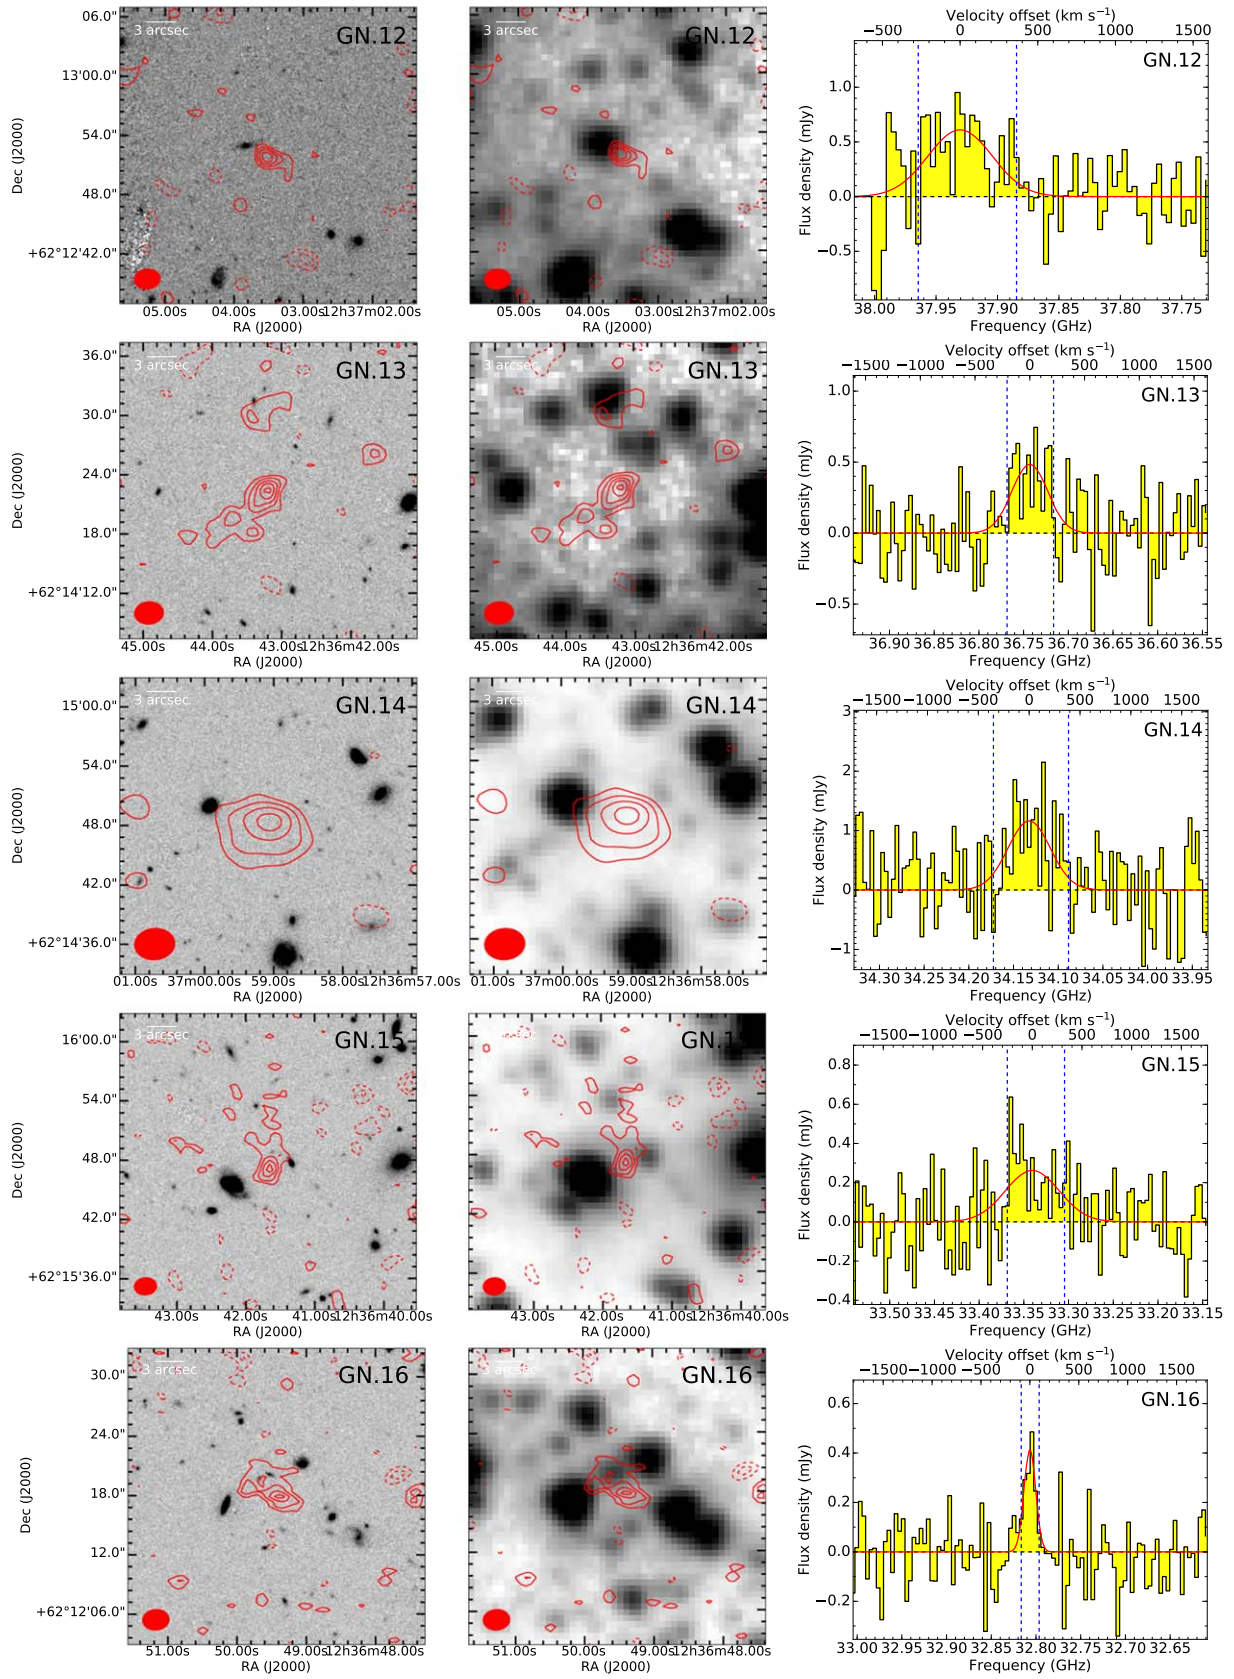 06.0"
3 arcsec
GN.12
13'00.0"
54.0"
48.0"
+62°12'42.0"
Dec (J2000)
05.00s 04.00s 03.00s 12h37m02.00s
RA (J2000)
3 arcsec
GN.12
05.00s 04.00s 03.00s 12h37m02.00s
RA (J2000)
Velocity offset (km s⁻¹)
−500 0 500 1000 1500
GN.12
1.0
0.5
0.0
−0.5
Flux density (mJy)
38.00 37.95 37.90 37.85 37.80 37.75
Frequency (GHz)
36.0"
3 arcsec
GN.13
30.0"
24.0"
18.0"
+62°14'12.0"
Dec (J2000)
45.00s 44.00s 43.00s 12h36m42.00s
RA (J2000)
3 arcsec
GN.13
45.00s 44.00s 43.00s 12h36m42.00s
RA (J2000)
Velocity offset (km s⁻¹)
−1500 −1000 −500 0 500 1000 1500
GN.13
1.0
0.5
0.0
−0.5
Flux density (mJy)
36.90 36.85 36.80 36.75 36.70 36.65 36.60 36.55
Frequency (GHz)
15'00.0"
3 arcsec
GN.14
54.0"
48.0"
42.0"
+62°14'36.0"
Dec (J2000)
01.00s 37m00.00s 59.00s 58.00s 12h36m57.00s
RA (J2000)
3 arcsec
GN.14
01.00s 37m00.00s 59.00s 12h36m58.00s
RA (J2000)
Velocity offset (km s⁻¹)
−1500 −1000 −500 0 500 1000 1500
GN.14
3
2
1
0
−1
Flux density (mJy)
34.30 34.25 34.20 34.15 34.10 34.05 34.00 33.95
Frequency (GHz)
16'00.0"
3 arcsec
GN.15
54.0"
48.0"
42.0"
+62°15'36.0"
Dec (J2000)
43.00s 42.00s 41.00s 12h36m40.00s
RA (J2000)
GN.1
43.00s 42.00s 41.00s 12h36m40.00s
RA (J2000)
Velocity offset (km s⁻¹)
−1500 −1000 −500 0 500 1000 1500
GN.15
0.8
0.6
0.4
0.2
0.0
−0.2
−0.4
Flux density (mJy)
33.50 33.45 33.40 33.35 33.30 33.25 33.20 33.15
Frequency (GHz)
30.0"
3 arcsec
GN.16
24.0"
18.0"
12.0"
+62°12'06.0"
Dec (J2000)
51.00s 50.00s 49.00s 12h36m48.00s
RA (J2000)
3 arcsec
GN.16
51.00s 50.00s 49.00s 12h36m48.00s
RA (J2000)
Velocity offset (km s⁻¹)
−1500 −1000 −500 0 500 1000 1500
GN.16
0.6
0.4
0.2
0.0
−0.2
Flux density (mJy)
33.00 32.95 32.90 32.85 32.80 32.75 32.70 32.65
Frequency (GHz)